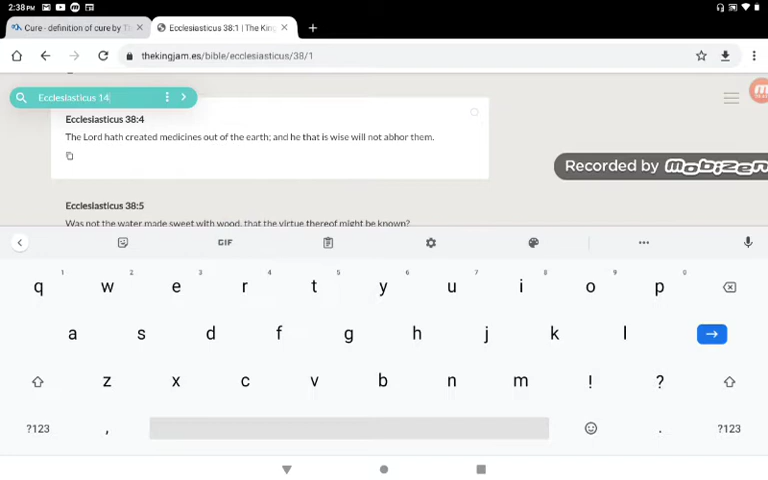 2:38 PM
Cure - definition of cure by Th
Ecclesiasticus 38:1 | The King
thekingjam.es/bible/ecclesiasticus/38/1
Ecclesiasticus 14
Ecclesiasticus 38:4
The Lord hath created medicines out of the earth; and he that is wise will not abhor them.
Recorded by mobizen
Ecclesiasticus 38:5
Was not the water made sweet with wood, that the virtue thereof might be known?
GIF
1 2 3 4 5 6 7 8 9 0
q w e r t y u i o p
a s d f g h j k l
z x c v b n m ! ?
?123 , . ?123